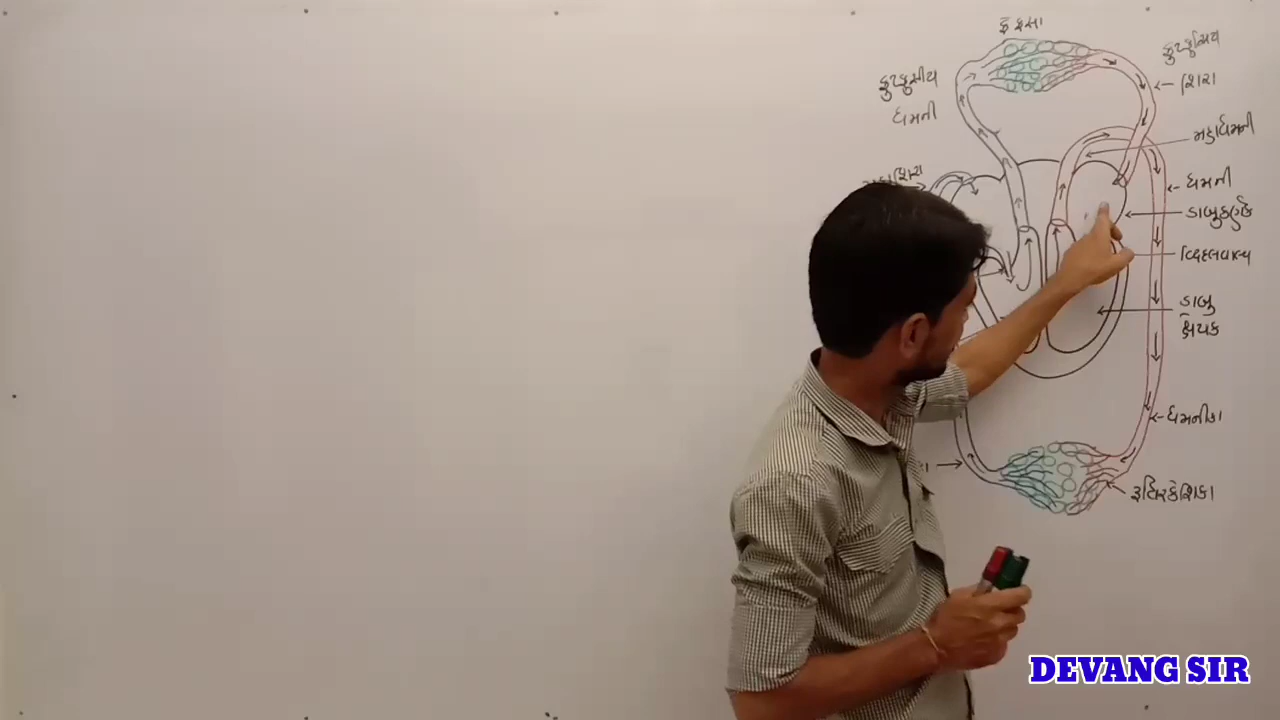 ફેફસા
ફુપ્ફુસીય
ધમની
ફુપ્ફુસિય
શિરા
મહાધમની
ધમની
ડાબુકર્ણક
દ્વિદલવાલ્વ
ડાબુ
ક્ષેપક
ધમનીકા
રૂધિરકેશિકા
DEVANG SIR